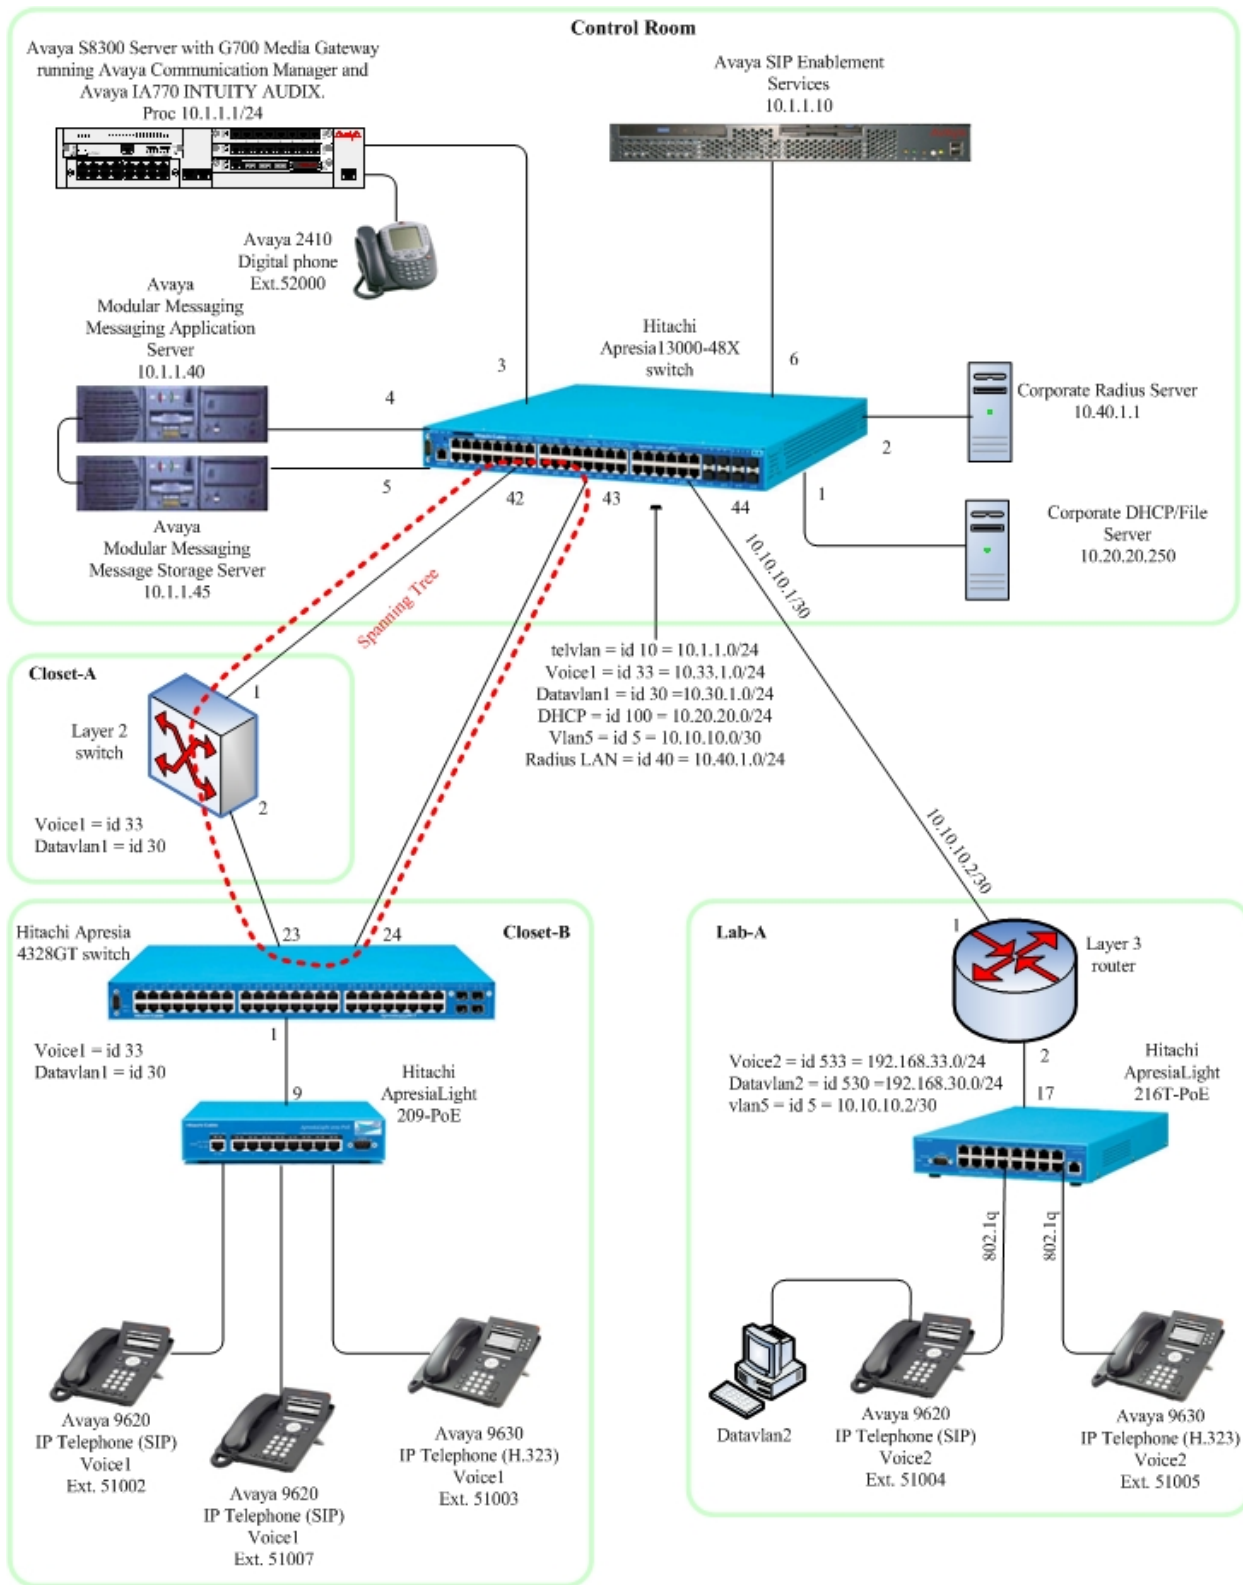 Control Room
Avaya S8300 Server with G700 Media Gateway
running Avaya Communication Manager and
Avaya IA770 INTUITY AUDIX.
Proc 10.1.1.1/24
Avaya SIP Enablement
Services
10.1.1.10
Avaya 2410
Digital phone
Ext.52000
Avaya
Modular Messaging
Messaging Application
Server
10.1.1.40
Hitachi
Apresia13000-48X
switch
3
6
4
5
2
1
42
43
44
Corporate Radius Server
10.40.1.1
Corporate DHCP/File
Server
10.20.20.250
Avaya
Modular Messaging
Message Storage Server
10.1.1.45
Spanning Tree
10.10.10.1/30
telvlan = id 10 = 10.1.1.0/24
Voice1 = id 33 = 10.33.1.0/24
Datavlan1 = id 30 =10.30.1.0/24
DHCP = id 100 = 10.20.20.0/24
Vlan5 = id 5 = 10.10.10.0/30
Radius LAN = id 40 = 10.40.1.0/24
Closet-A
1
Layer 2
switch
2
Voice1 = id 33
Datavlan1 = id 30
10.10.10.2/30
Hitachi Apresia
4328GT switch
23
24
Closet-B
1
Voice1 = id 33
Datavlan1 = id 30
9
Hitachi
ApresiaLight
209-PoE
Avaya 9620
IP Telephone (SIP)
Voice1
Ext. 51002
Avaya 9620
IP Telephone (SIP)
Voice1
Ext. 51007
Avaya 9630
IP Telephone (H.323)
Voice1
Ext. 51003
Lab-A
1
Layer 3
router
2
Voice2 = id 533 = 192.168.33.0/24
Datavlan2 = id 530 =192.168.30.0/24
vlan5 = id 5 = 10.10.10.2/30
17
Hitachi
ApresiaLight
216T-PoE
802.1q
802.1q
Datavlan2
Avaya 9620
IP Telephone (SIP)
Voice2
Ext. 51004
Avaya 9630
IP Telephone (H.323)
Voice2
Ext. 51005